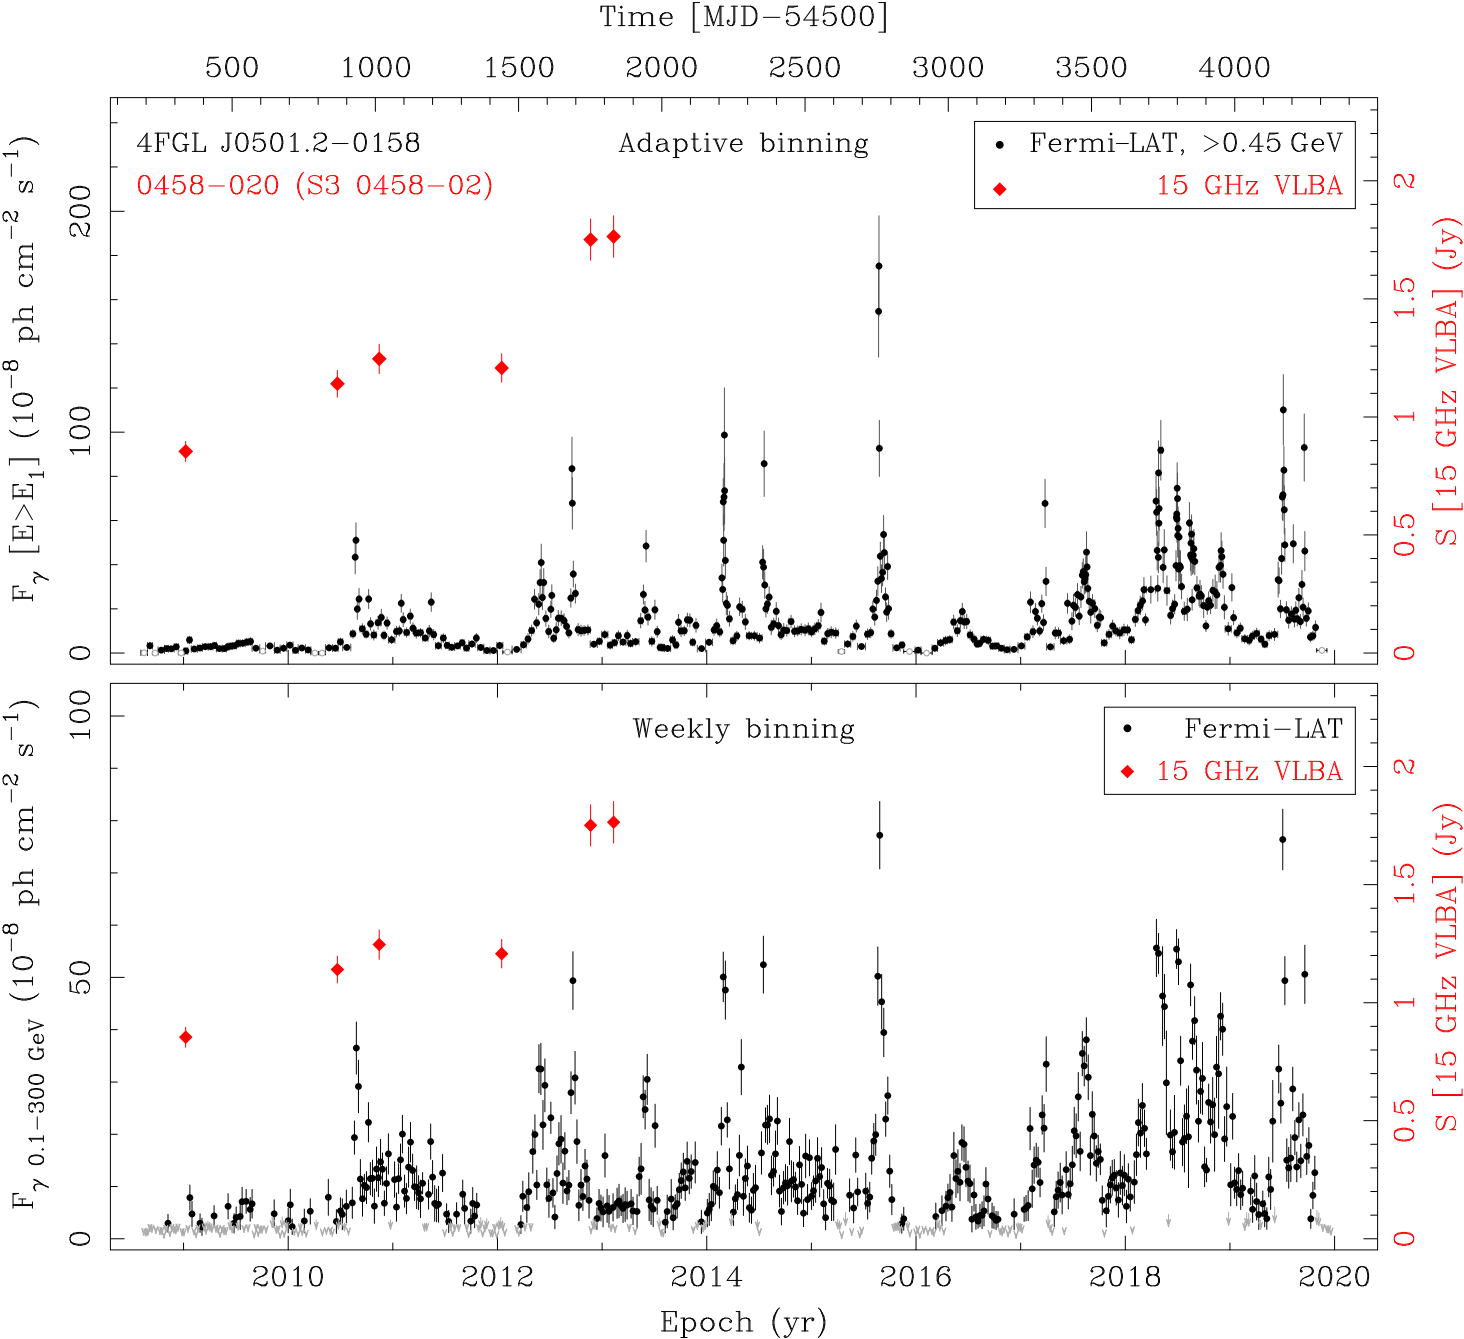 Time [MJD−54500]
500 1000 1500 2000 2500 3000 3500 4000
4FGL J0501.2−0158
0458−020 (S3 0458−02)
Adaptive binning
Fermi−LAT, >0.45 GeV
15 GHz VLBA
F_γ [E>E_1] (10^−8 ph cm^−2 s^−1)
0 100 200
S [15 GHz VLBA] (Jy)
0 0.5 1 1.5 2
Weekly binning
Fermi−LAT
15 GHz VLBA
F_γ 0.1−300 GeV (10^−8 ph cm^−2 s^−1)
0 50 100
S [15 GHz VLBA] (Jy)
0 0.5 1 1.5 2
2010 2012 2014 2016 2018 2020
Epoch (yr)